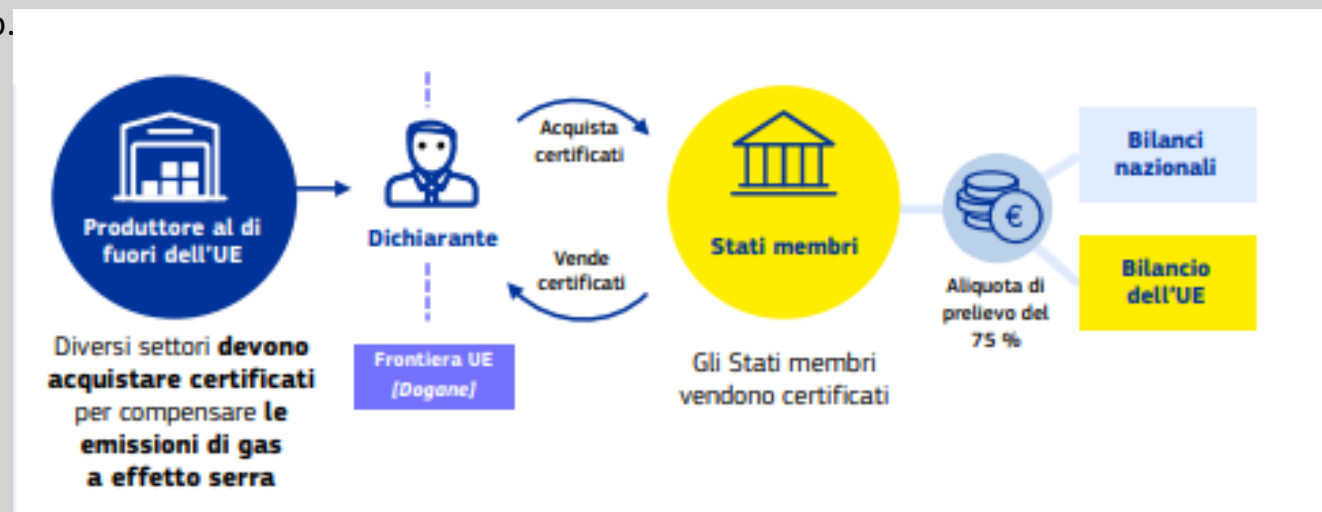 Produttore al di
fuori dell'UE
Diversi settori devono
acquistare certificati
per compensare le
emissioni di gas
a effetto serra
Dichiarante
Frontiera UE
[Dogane]
Acquista
certificati
Vende
certificati
Stati membri
Gli Stati membri
vendono certificati
€
Aliquota di
prelievo del
75 %
Bilanci
nazionali
Bilancio
dell'UE